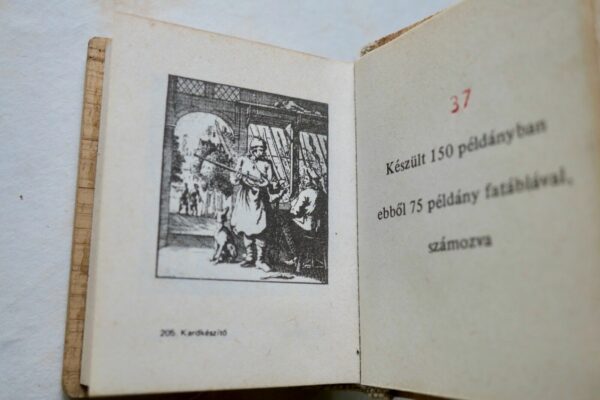 205. Kardkészítő
37
Készült 150 példányban
ebből 75 példány fatáblával,
számozva